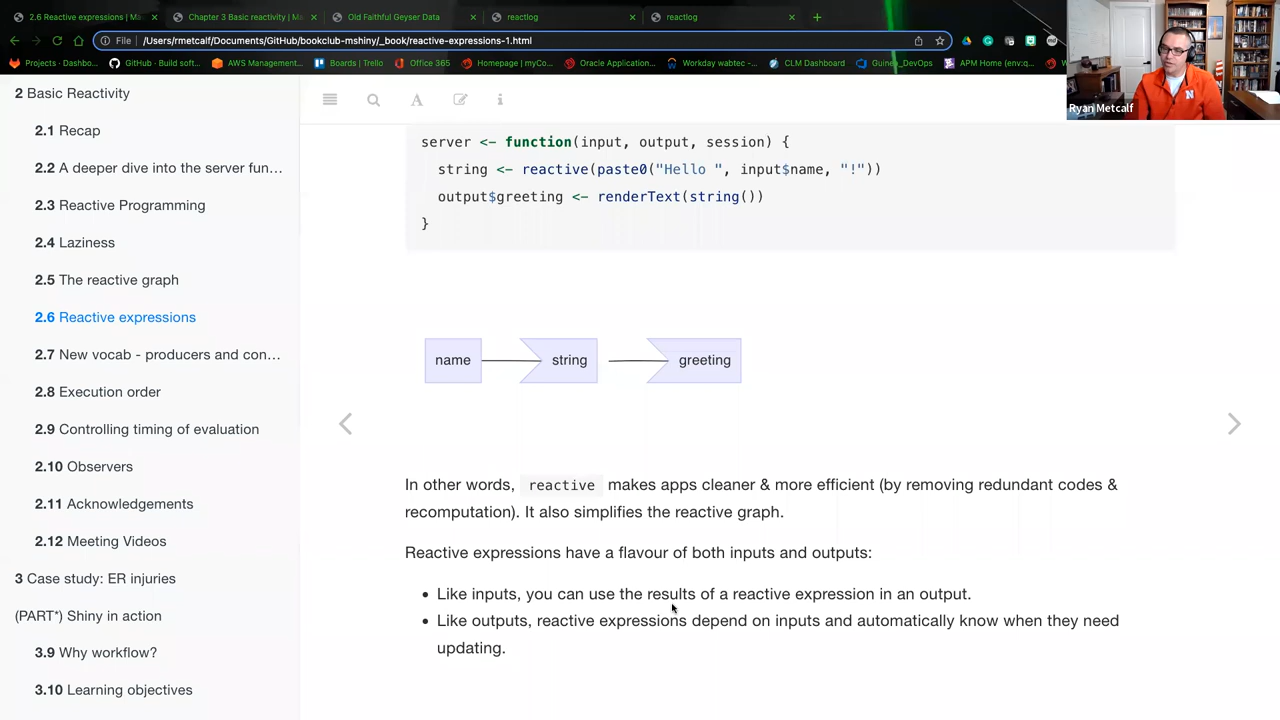 2.6 Reactive expressions | Ma
Chapter 3 Basic reactivity | Ma
Old Faithful Geyser Data
reactlog
reactlog
File
/Users/rmetcalf/Documents/GitHub/bookclub-mshiny/_book/reactive-expressions-1.html
Projects · Dashbo...
GitHub · Build soft...
AWS Management...
Boards | Trello
Office 365
Homepage | myCo...
Oracle Application...
Workday wabtec -...
CLM Dashboard
APM Home (env:q...
Ryan Metcalf
2 Basic Reactivity
2.1 Recap
2.2 A deeper dive into the server fun...
2.3 Reactive Programming
2.4 Laziness
2.5 The reactive graph
2.6 Reactive expressions
2.7 New vocab - producers and con...
2.8 Execution order
2.9 Controlling timing of evaluation
2.10 Observers
2.11 Acknowledgements
2.12 Meeting Videos
3 Case study: ER injuries
(PART*) Shiny in action
3.9 Why workflow?
3.10 Learning objectives
server <- function(input, output, session) {
string <- reactive(paste0("Hello ", input$name, "!"))
output$greeting <- renderText(string())
}
name
string
greeting
In other words, reactive makes apps cleaner & more efficient (by removing redundant codes &
recomputation). It also simplifies the reactive graph.
Reactive expressions have a flavour of both inputs and outputs:
• Like inputs, you can use the results of a reactive expression in an output.
• Like outputs, reactive expressions depend on inputs and automatically know when they need
updating.